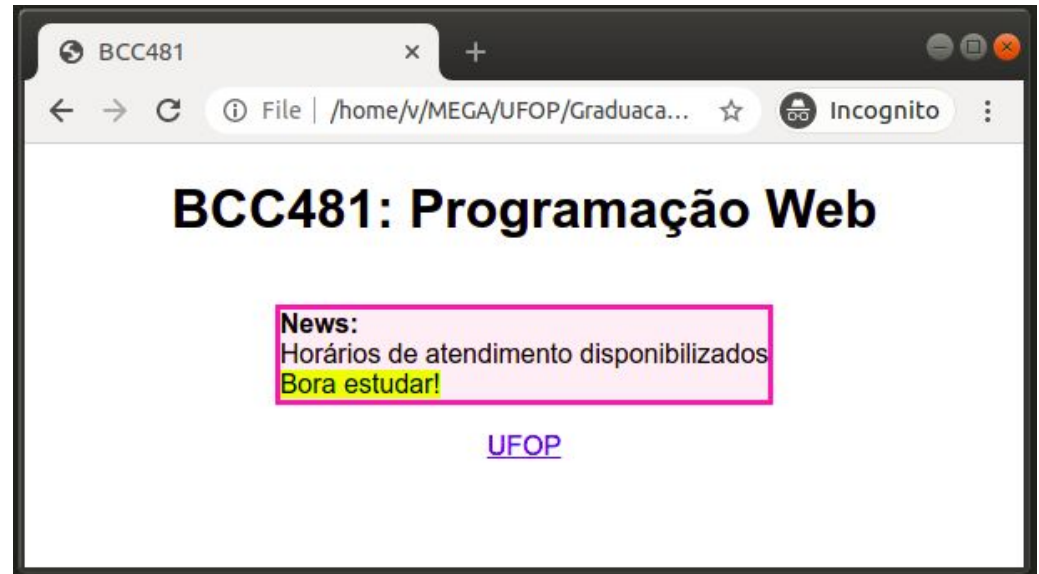 BCC481
File | /home/v/MEGA/UFOP/Graduaca... Incognito
BCC481: Programação Web
News:
Horários de atendimento disponibilizados
Bora estudar!
UFOP